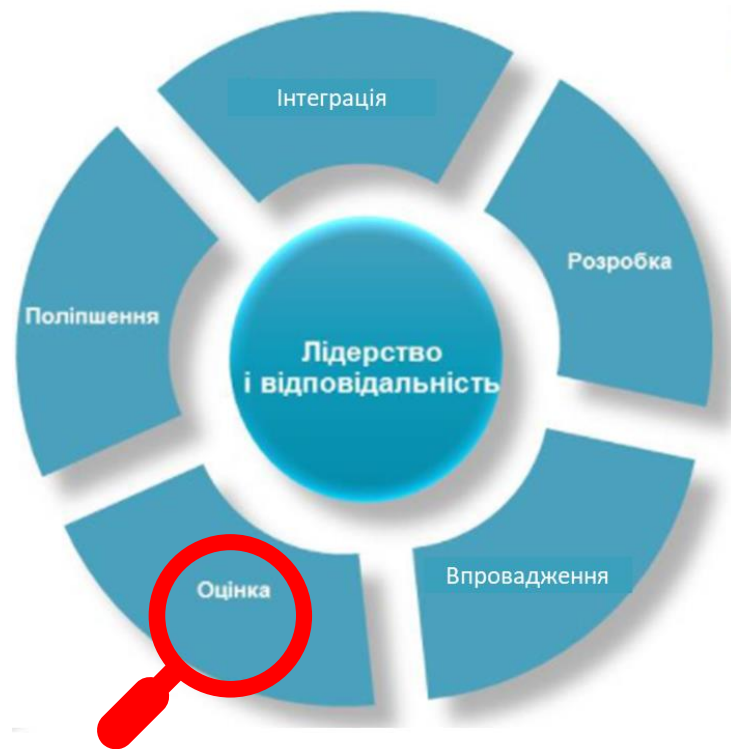 Інтеграція
Розробка
Поліпшення
Лідерство
і відповідальність
Впровадження
Оцінка